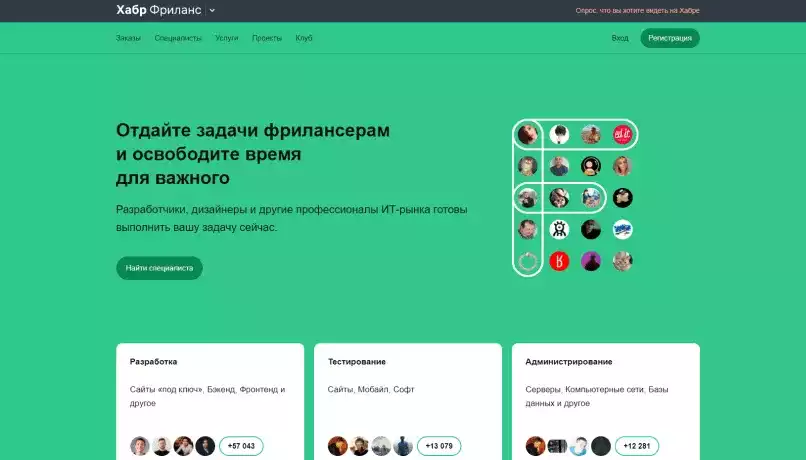 Хабр Фриланс
Опрос: что вы хотите видеть на Хабре
Заказы Специалисты Услуги Проекты Клуб Вход Регистрация
Отдайте задачи фрилансерам
и освободите время
для важного
Разработчики, дизайнеры и другие профессионалы ИТ-рынка готовы
выполнить вашу задачу сейчас.
Найти специалиста
Разработка
Сайты «под ключ», Бэкенд, Фронтенд и
другое
+57 043
Тестирование
Сайты, Мобайл, Софт
+13 079
Администрирование
Серверы, Компьютерные сети, Базы
данных и другое
+12 281